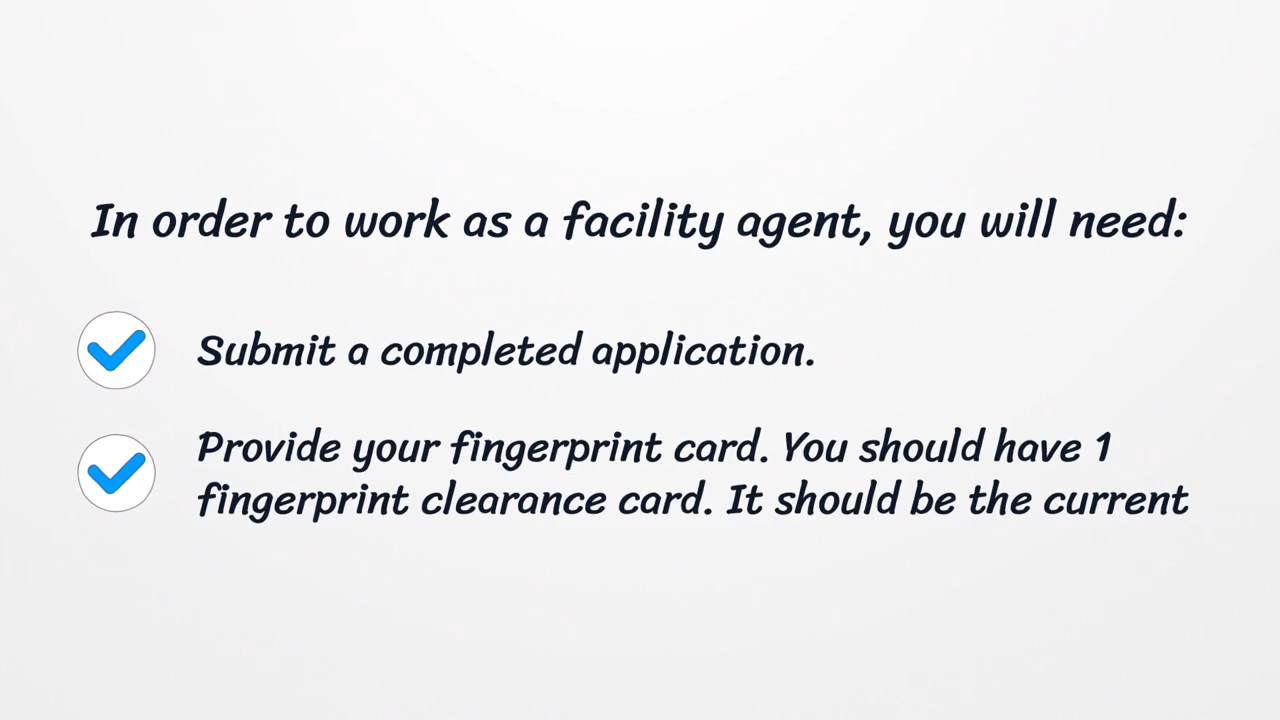 In order to work as a facility agent, you will need:
Submit a completed application.
Provide your fingerprint card. You should have 1
fingerprint clearance card. It should be the current